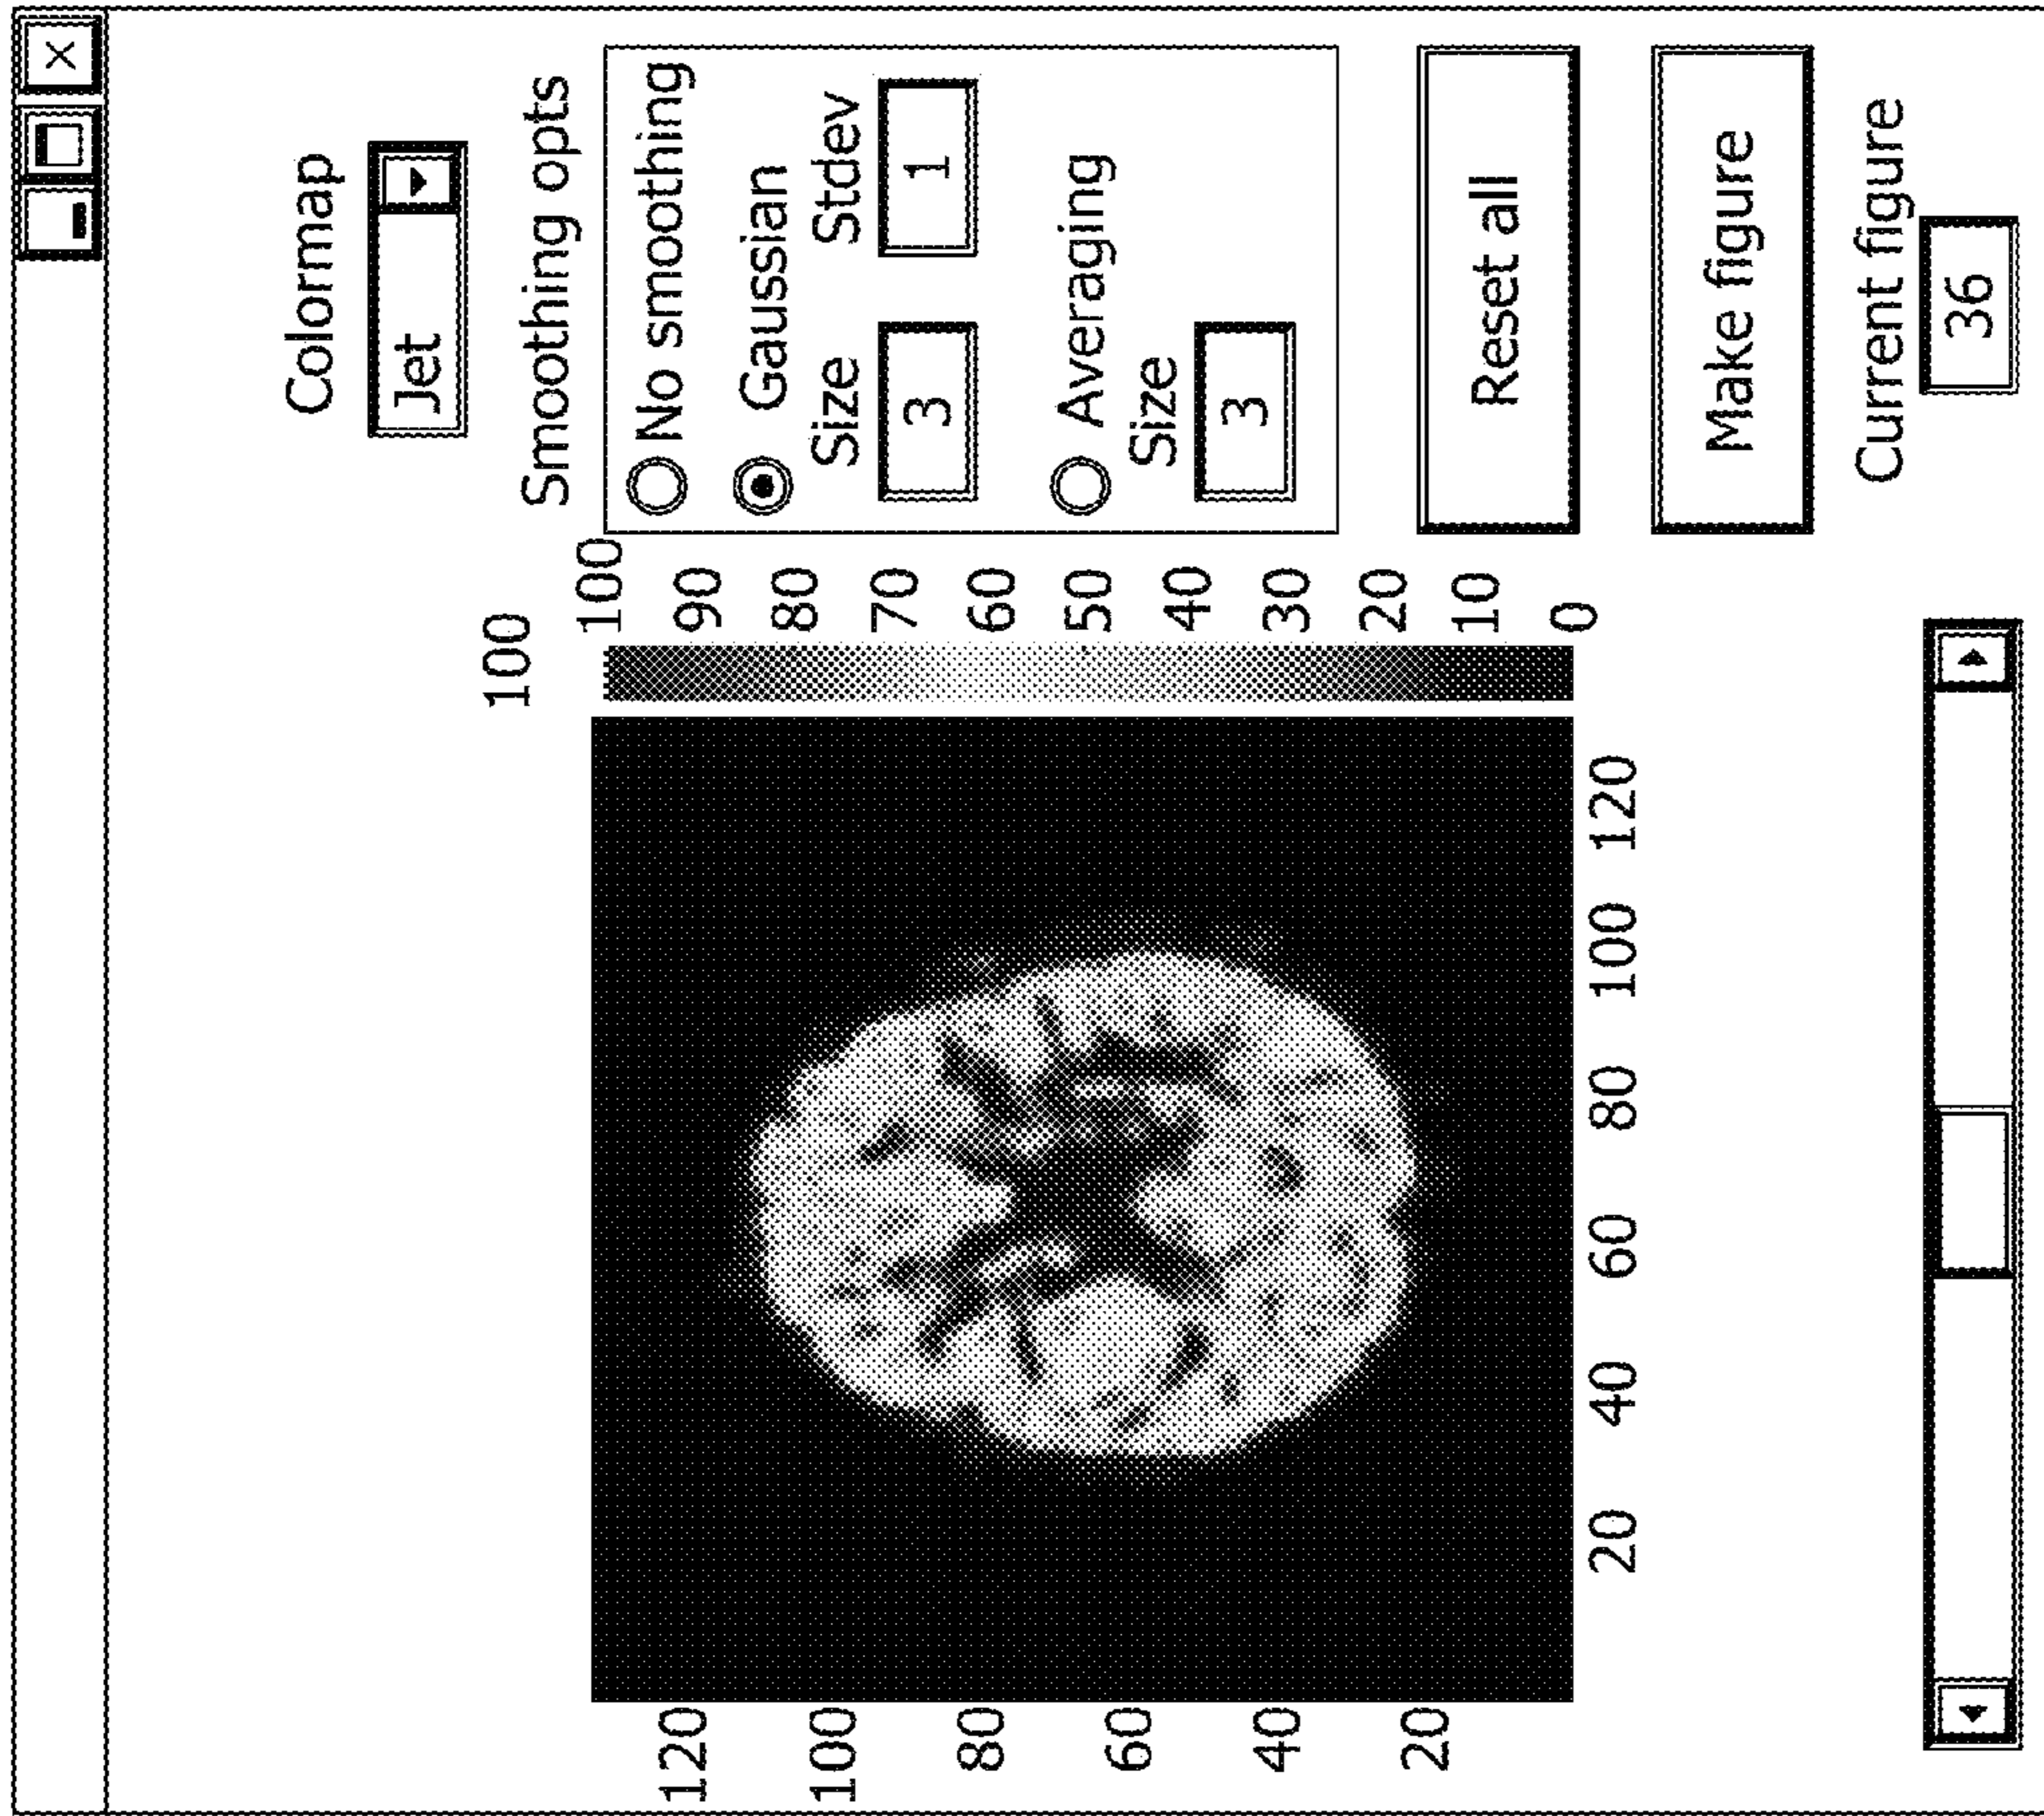 Colormap
Jet
Smoothing opts
No smoothing
Gaussian
Size Stdev
3 1
Averaging
Size
3
Reset all
Make figure
Current figure
36
100
100
90
80
70
60
50
40
30
20
10
0
120
100
80
60
40
20
20 40 60 80 100 120